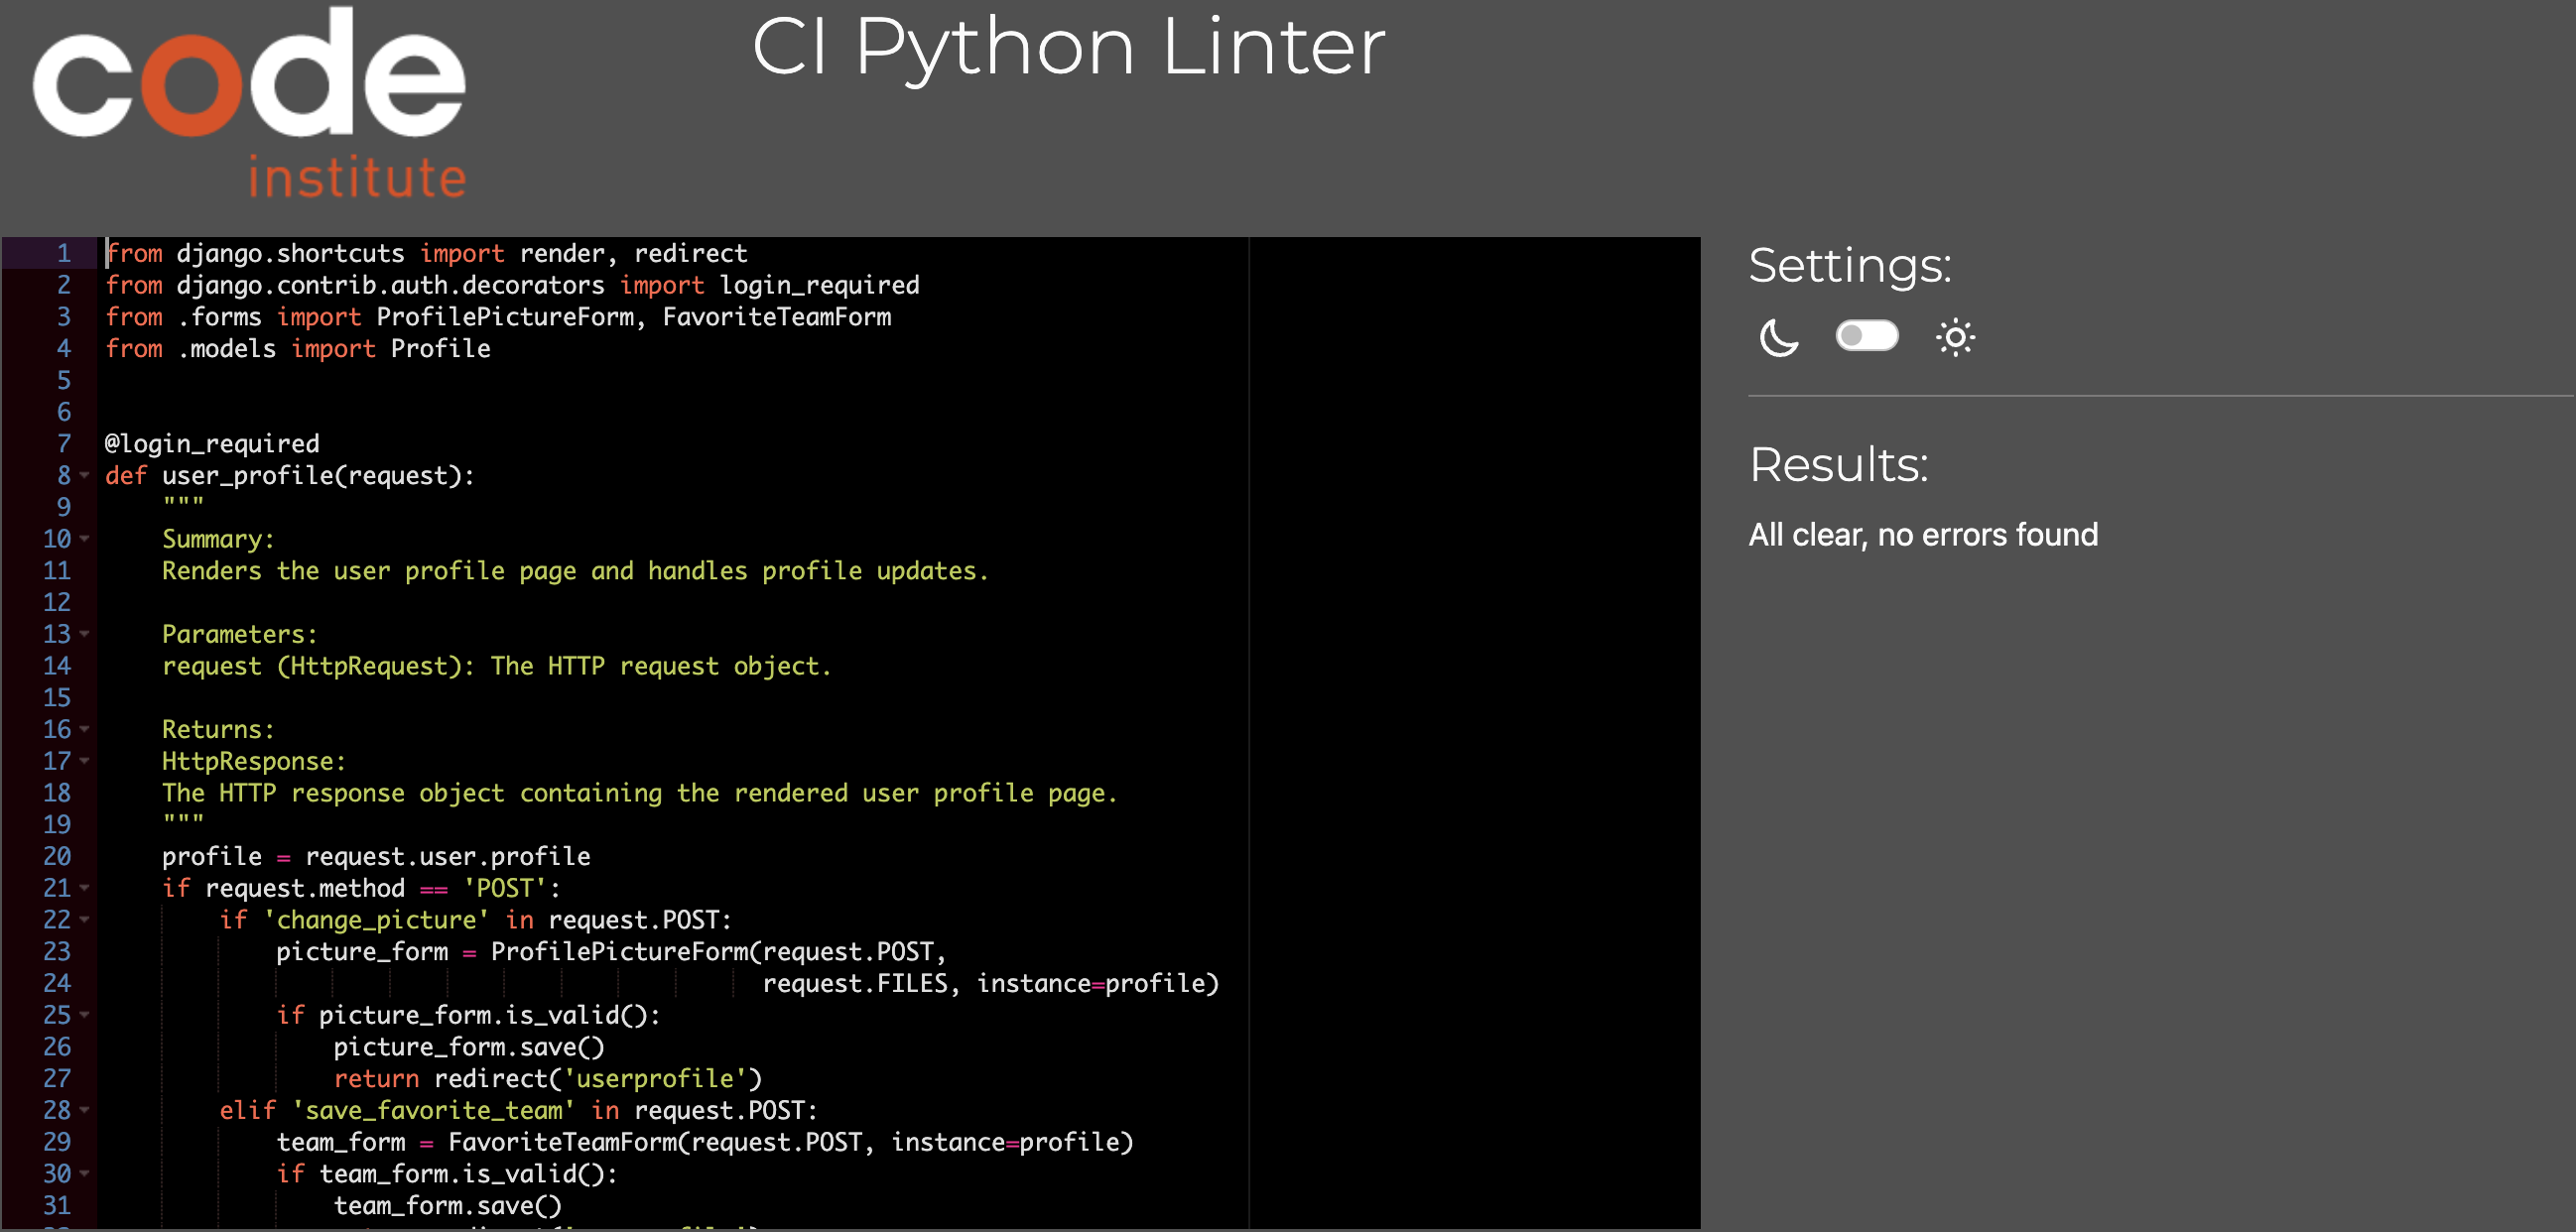 code
institute
CI Python Linter
1 from django.shortcuts import render, redirect
2 from django.contrib.auth.decorators import login_required
3 from .forms import ProfilePictureForm, FavoriteTeamForm
4 from .models import Profile
5
6
7 @login_required
8 def user_profile(request):
9     """
10     Summary:
11     Renders the user profile page and handles profile updates.
12
13     Parameters:
14     request (HttpRequest): The HTTP request object.
15
16     Returns:
17     HttpResponse:
18     The HTTP response object containing the rendered user profile page.
19     """
20     profile = request.user.profile
21     if request.method == 'POST':
22         if 'change_picture' in request.POST:
23             picture_form = ProfilePictureForm(request.POST,
24                                               request.FILES, instance=profile)
25             if picture_form.is_valid():
26                 picture_form.save()
27                 return redirect('userprofile')
28         elif 'save_favorite_team' in request.POST:
29             team_form = FavoriteTeamForm(request.POST, instance=profile)
30             if team_form.is_valid():
31                 team_form.save()
Settings:
Results:
All clear, no errors found